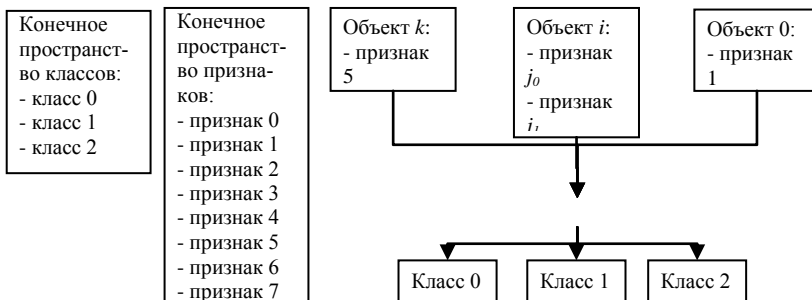 Конечное
пространст-
во классов:
- класс 0
- класс 1
- класс 2
Конечное
пространст-
во призна-
ков:
- признак 0
- признак 1
- признак 2
- признак 3
- признак 4
- признак 5
- признак 6
- признак 7
Объект k:
- признак
5
Объект i:
- признак
j₀
- признак
Объект 0:
- признак
1
Класс 0
Класс 1
Класс 2